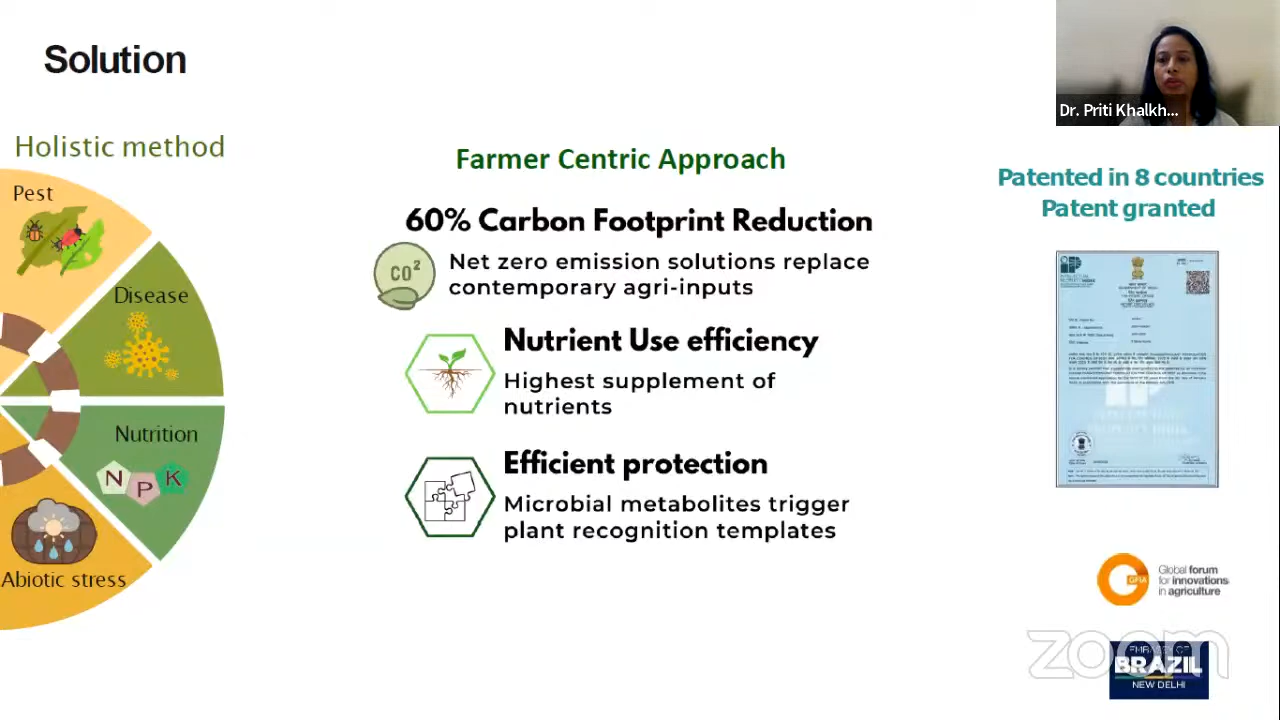 Solution
Dr. Priti Khalkh...
Holistic method
Pest
Disease
Nutrition
N P K
Abiotic stress
Farmer Centric Approach
60% Carbon Footprint Reduction
CO²
Net zero emission solutions replace
contemporary agri-inputs
Nutrient Use efficiency
Highest supplement of
nutrients
Efficient protection
Microbial metabolites trigger
plant recognition templates
Patented in 8 countries
Patent granted
GFIA
Global forum
for innovations
in agriculture
zoom
EMBASSY OF
BRAZIL
NEW DELHI